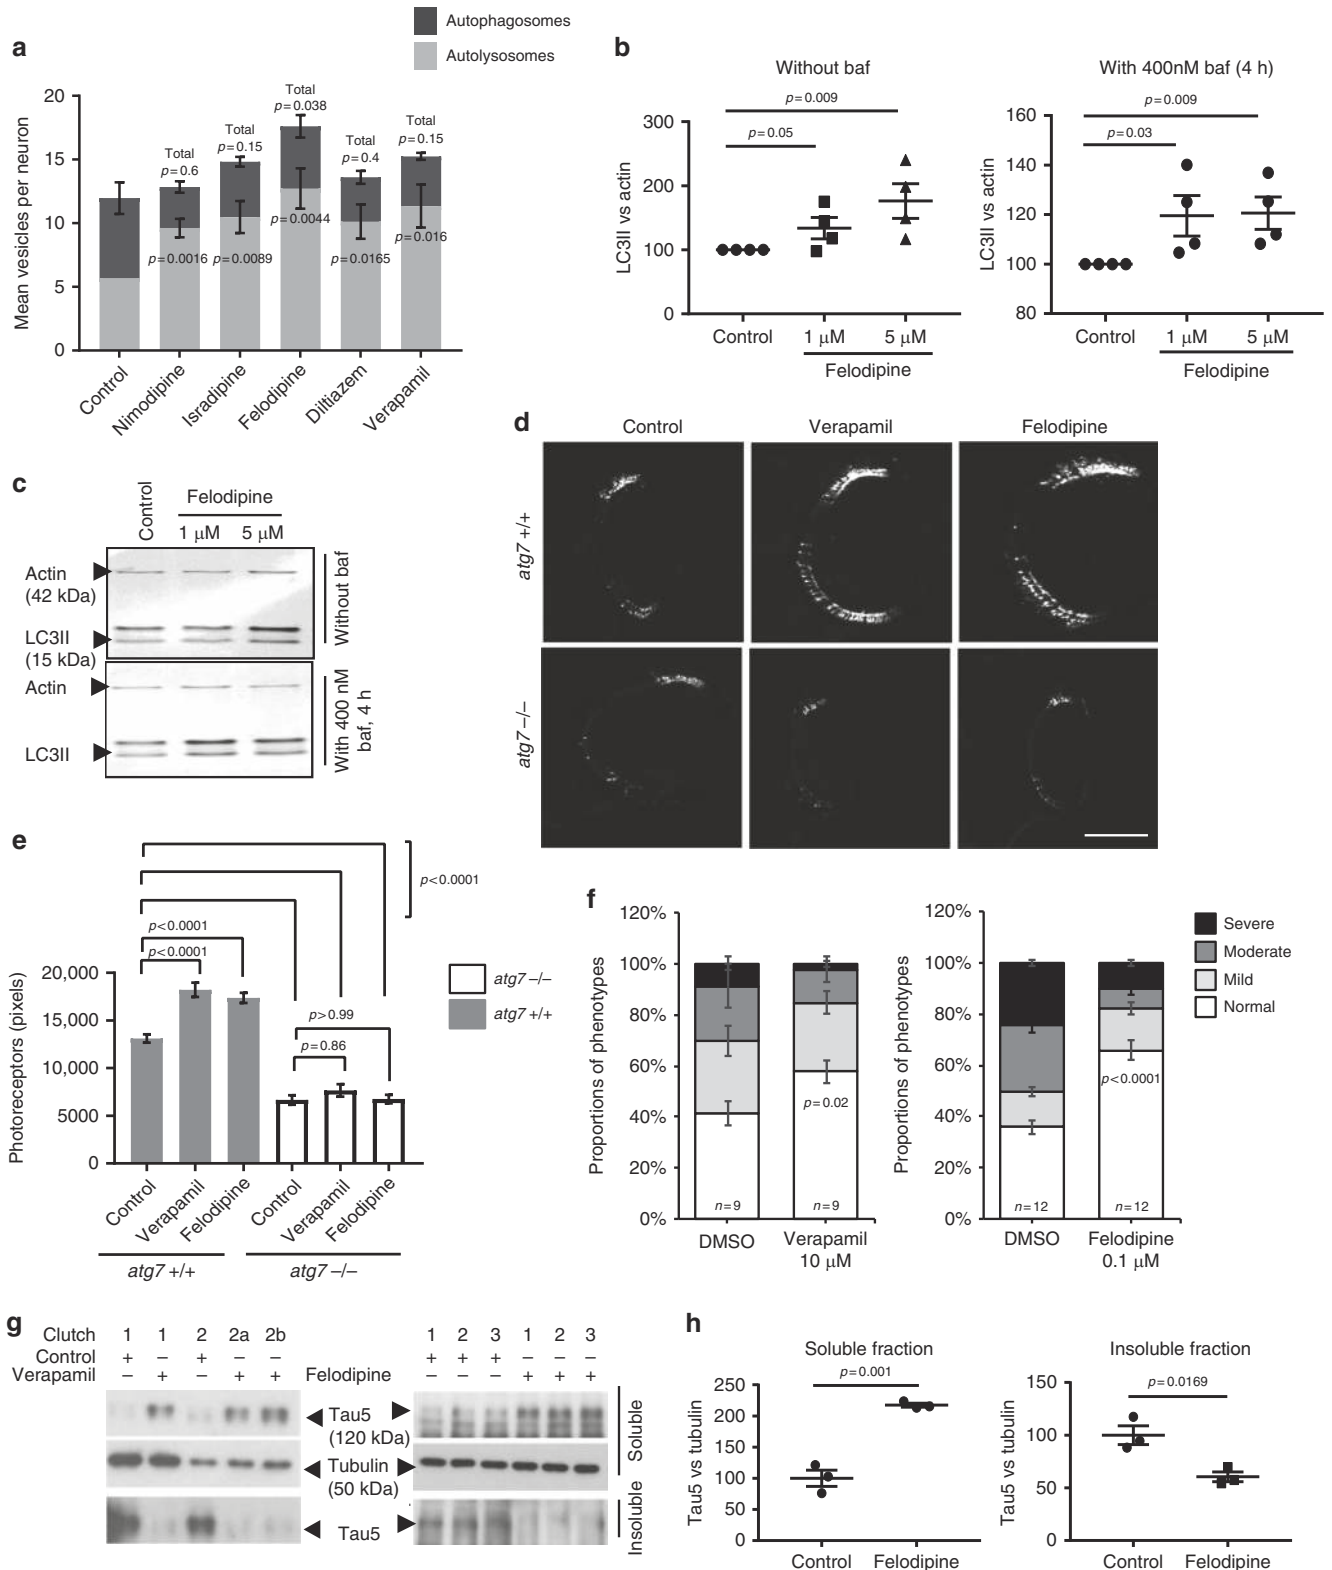 a
Autophagosomes
Autolysosomes
Mean vesicles per neuron
20
15
10
5
0
Total
p=0.6
Total
p=0.15
Total
p=0.038
Total
p=0.4
Total
p=0.15
p=0.0016
p=0.0089
p=0.0044
p=0.0165
p=0.016
Control
Nimodipine
Isradipine
Felodipine
Diltiazem
Verapamil
b
Without baf
p=0.009
p=0.05
LC3II vs actin
300
200
100
0
Control
1 μM
5 μM
Felodipine
With 400nM baf (4 h)
p=0.009
p=0.03
LC3II vs actin
160
140
120
100
80
Control
1 μM
5 μM
Felodipine
c
Control
Felodipine
1 μM
5 μM
Actin
(42 kDa)
LC3II
(15 kDa)
Without baf
Actin
LC3II
With 400 nM
baf, 4 h
d
Control
Verapamil
Felodipine
atg7 +/+
atg7 –/–
e
p<0.0001
p<0.0001
p<0.0001
p>0.99
p=0.86
Photoreceptors (pixels)
20,000
15,000
10,000
5000
0
atg7 –/–
atg7 +/+
Control
Verapamil
Felodipine
Control
Verapamil
Felodipine
atg7 +/+
atg7 –/–
f
Proportions of phenotypes
120%
100%
80%
60%
40%
20%
0%
p=0.02
n=9
n=9
DMSO
Verapamil
10 μM
Proportions of phenotypes
120%
100%
80%
60%
40%
20%
0%
p<0.0001
n=12
n=12
DMSO
Felodipine
0.1 μM
Severe
Moderate
Mild
Normal
g
Clutch 1 1 2 2a 2b
Control + – + – –
Verapamil – + – + +
1 2 3 1 2 3
+ + + – – –
Felodipine – – – + + +
Tau5
(120 kDa)
Tubulin
(50 kDa)
Tau5
Soluble
Insoluble
h
Soluble fraction
p=0.001
Tau5 vs tubulin
250
200
150
100
50
0
Control
Felodipine
Insoluble fraction
p=0.0169
Tau5 vs tubulin
150
100
50
0
Control
Felodipine